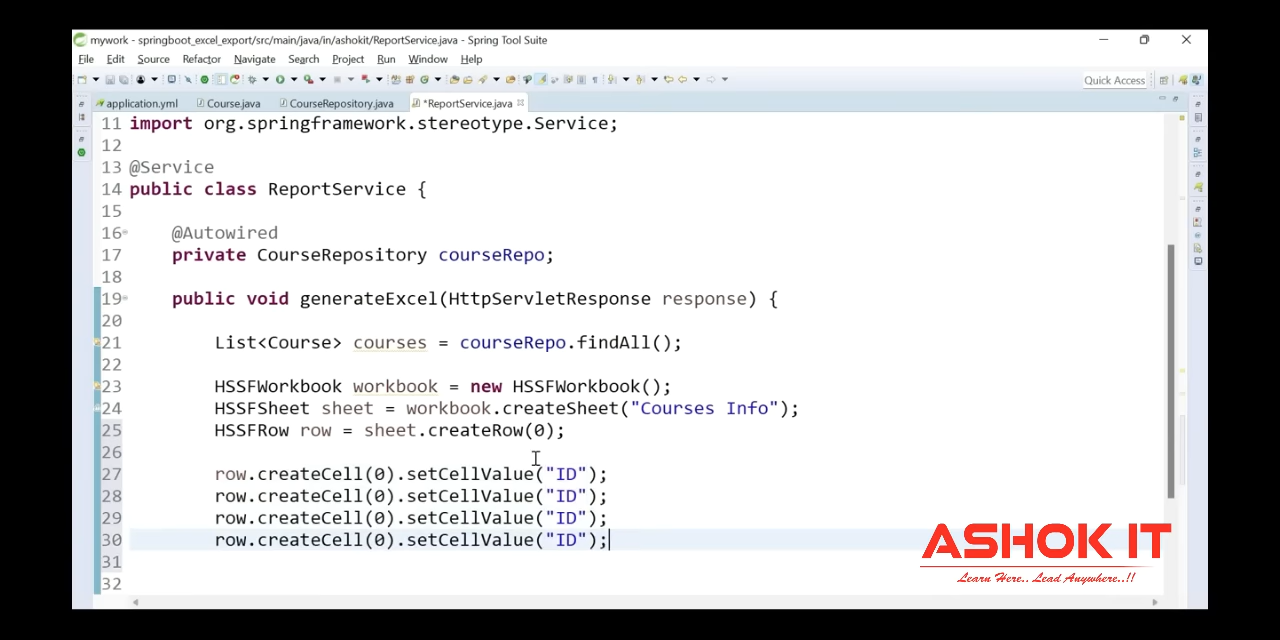 mywork - springboot_excel_export/src/main/java/in/ashokit/ReportService.java - Spring Tool Suite
File Edit Source Refactor Navigate Search Project Run Window Help
Quick Access
application.yml Course.java CourseRepository.java *ReportService.java
11 import org.springframework.stereotype.Service;
12
13 @Service
14 public class ReportService {
15
16 @Autowired
17 private CourseRepository courseRepo;
18
19 public void generateExcel(HttpServletResponse response) {
20
21 List<Course> courses = courseRepo.findAll();
22
23 HSSFWorkbook workbook = new HSSFWorkbook();
24 HSSFSheet sheet = workbook.createSheet("Courses Info");
25 HSSFRow row = sheet.createRow(0);
26
27 row.createCell(0).setCellValue("ID");
28 row.createCell(0).setCellValue("ID");
29 row.createCell(0).setCellValue("ID");
30 row.createCell(0).setCellValue("ID");
31
32
ASHOK IT
Learn Here.. Lead Anywhere..!!